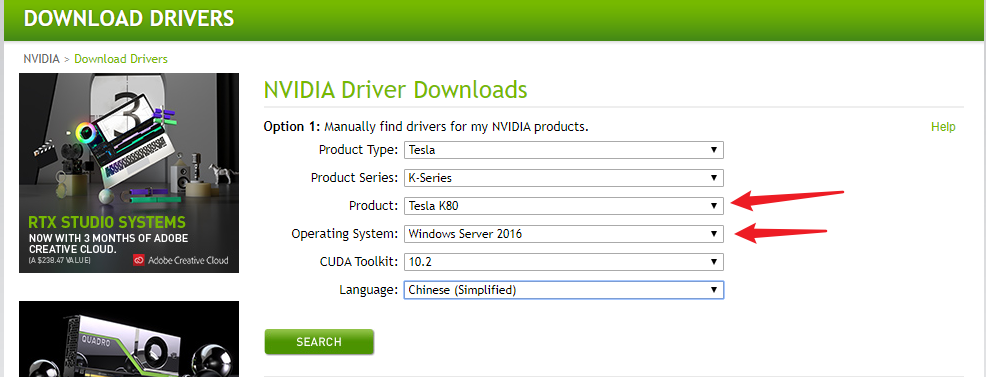 DOWNLOAD DRIVERS
NVIDIA > Download Drivers
3
RTX STUDIO SYSTEMS
NOW WITH 3 MONTHS OF ADOBE
CREATIVE CLOUD.
(A $238.47 VALUE)
Adobe Creative Cloud
QUADRO
NVIDIA Driver Downloads
Option 1: Manually find drivers for my NVIDIA products.
Help
Product Type: Tesla
Product Series: K-Series
Product: Tesla K80
Operating System: Windows Server 2016
CUDA Toolkit: 10.2
Language: Chinese (Simplified)
SEARCH